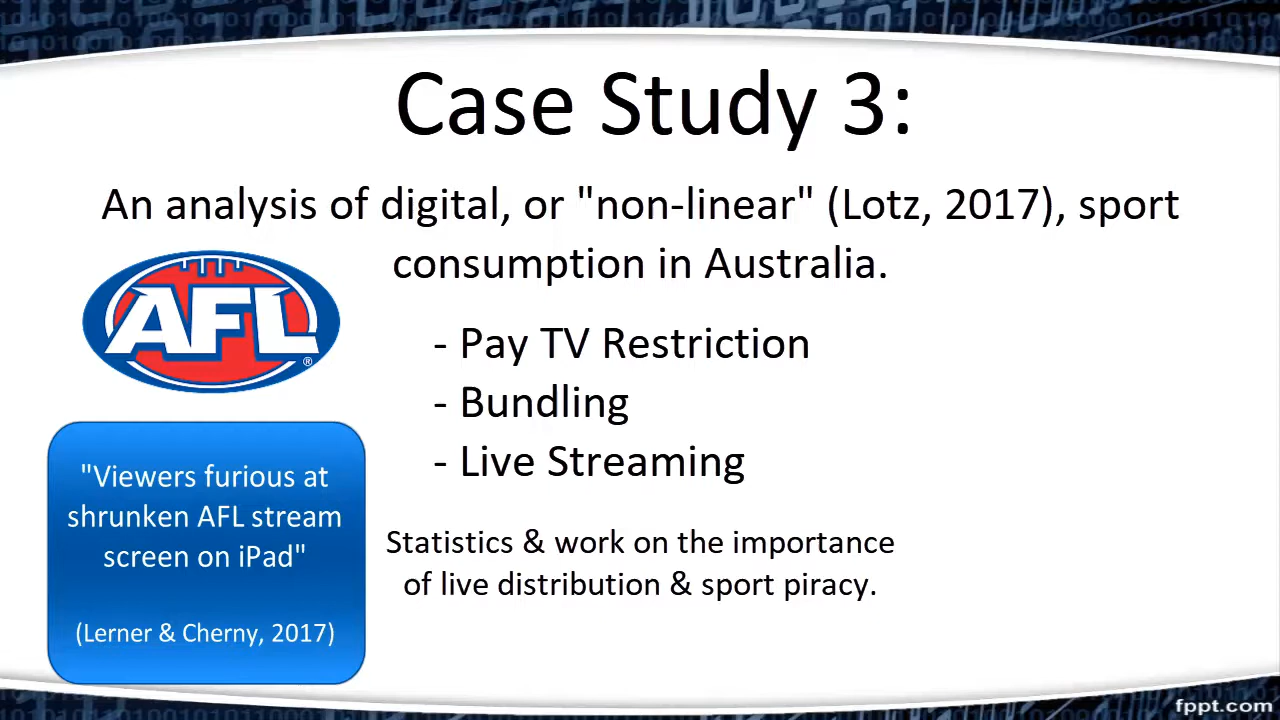 Case Study 3:
An analysis of digital, or "non-linear" (Lotz, 2017), sport
consumption in Australia.
AFL
®
- Pay TV Restriction
- Bundling
- Live Streaming
"Viewers furious at
shrunken AFL stream
screen on iPad"
(Lerner & Cherny, 2017)
Statistics & work on the importance
of live distribution & sport piracy.
fppt.com